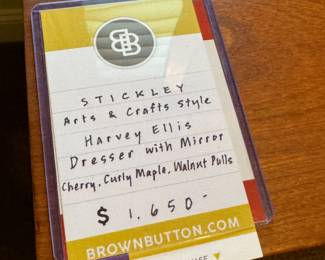 STICKLEY
Arts & Crafts Style
Harvey Ellis
Dresser with Mirror
Cherry, Curly Maple, Walnut Pulls
$ 1,650-
BROWNBUTTON.COM